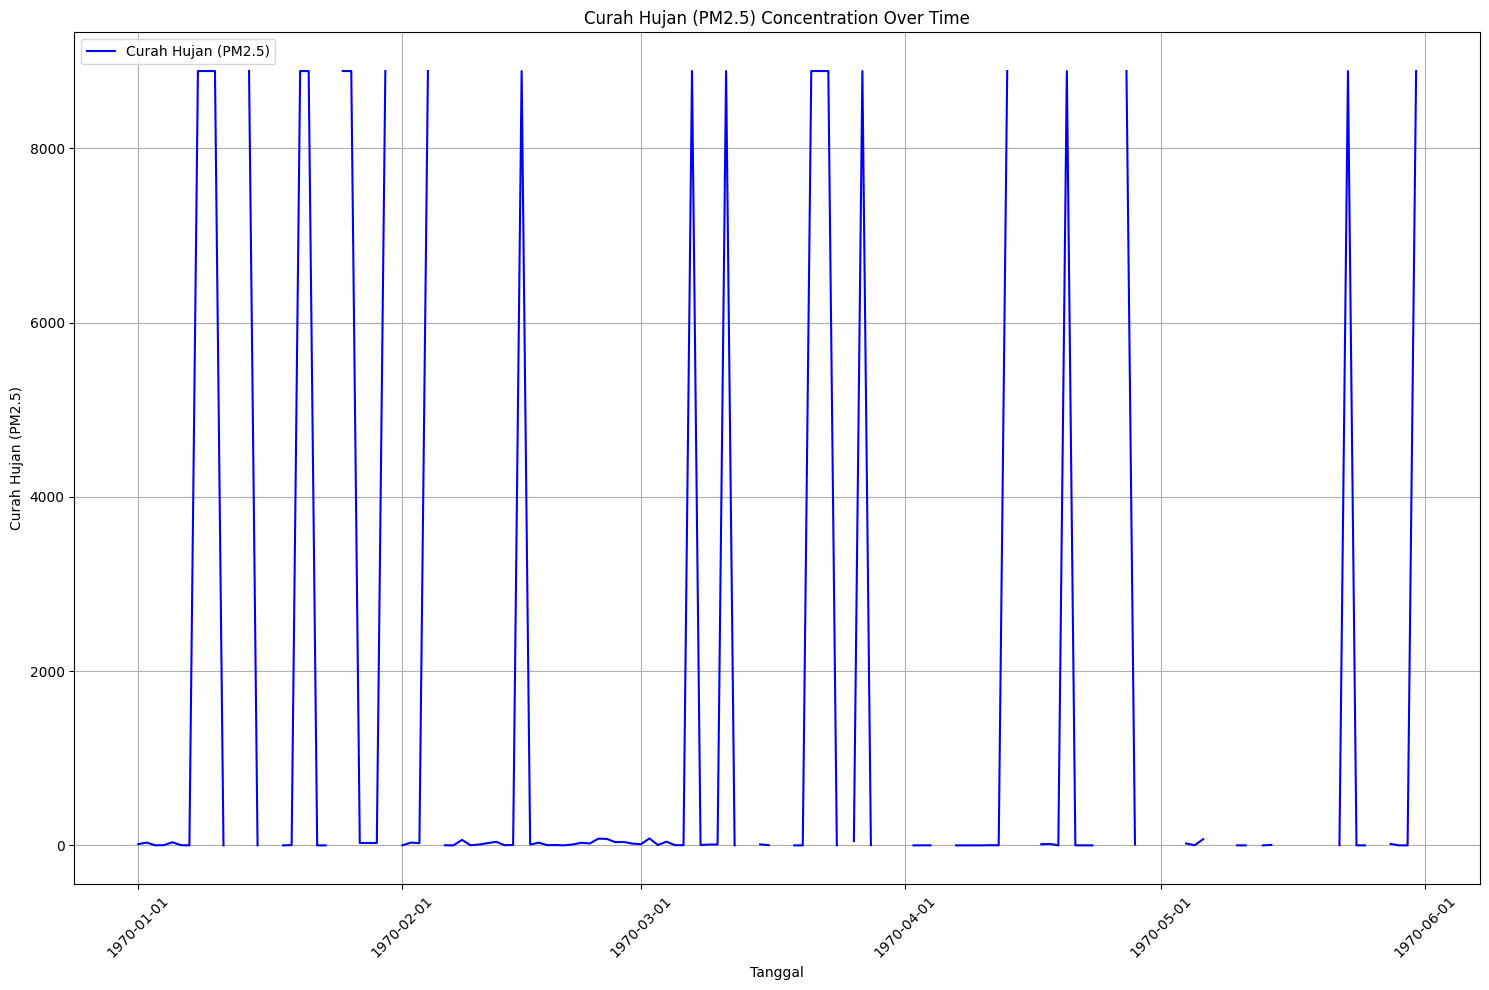 Curah Hujan (PM2.5) Concentration Over Time
Curah Hujan (PM2.5)
8000
6000
4000
2000
0
Curah Hujan (PM2.5)
1970-01-01
1970-02-01
1970-03-01
1970-04-01
1970-05-01
1970-06-01
Tanggal